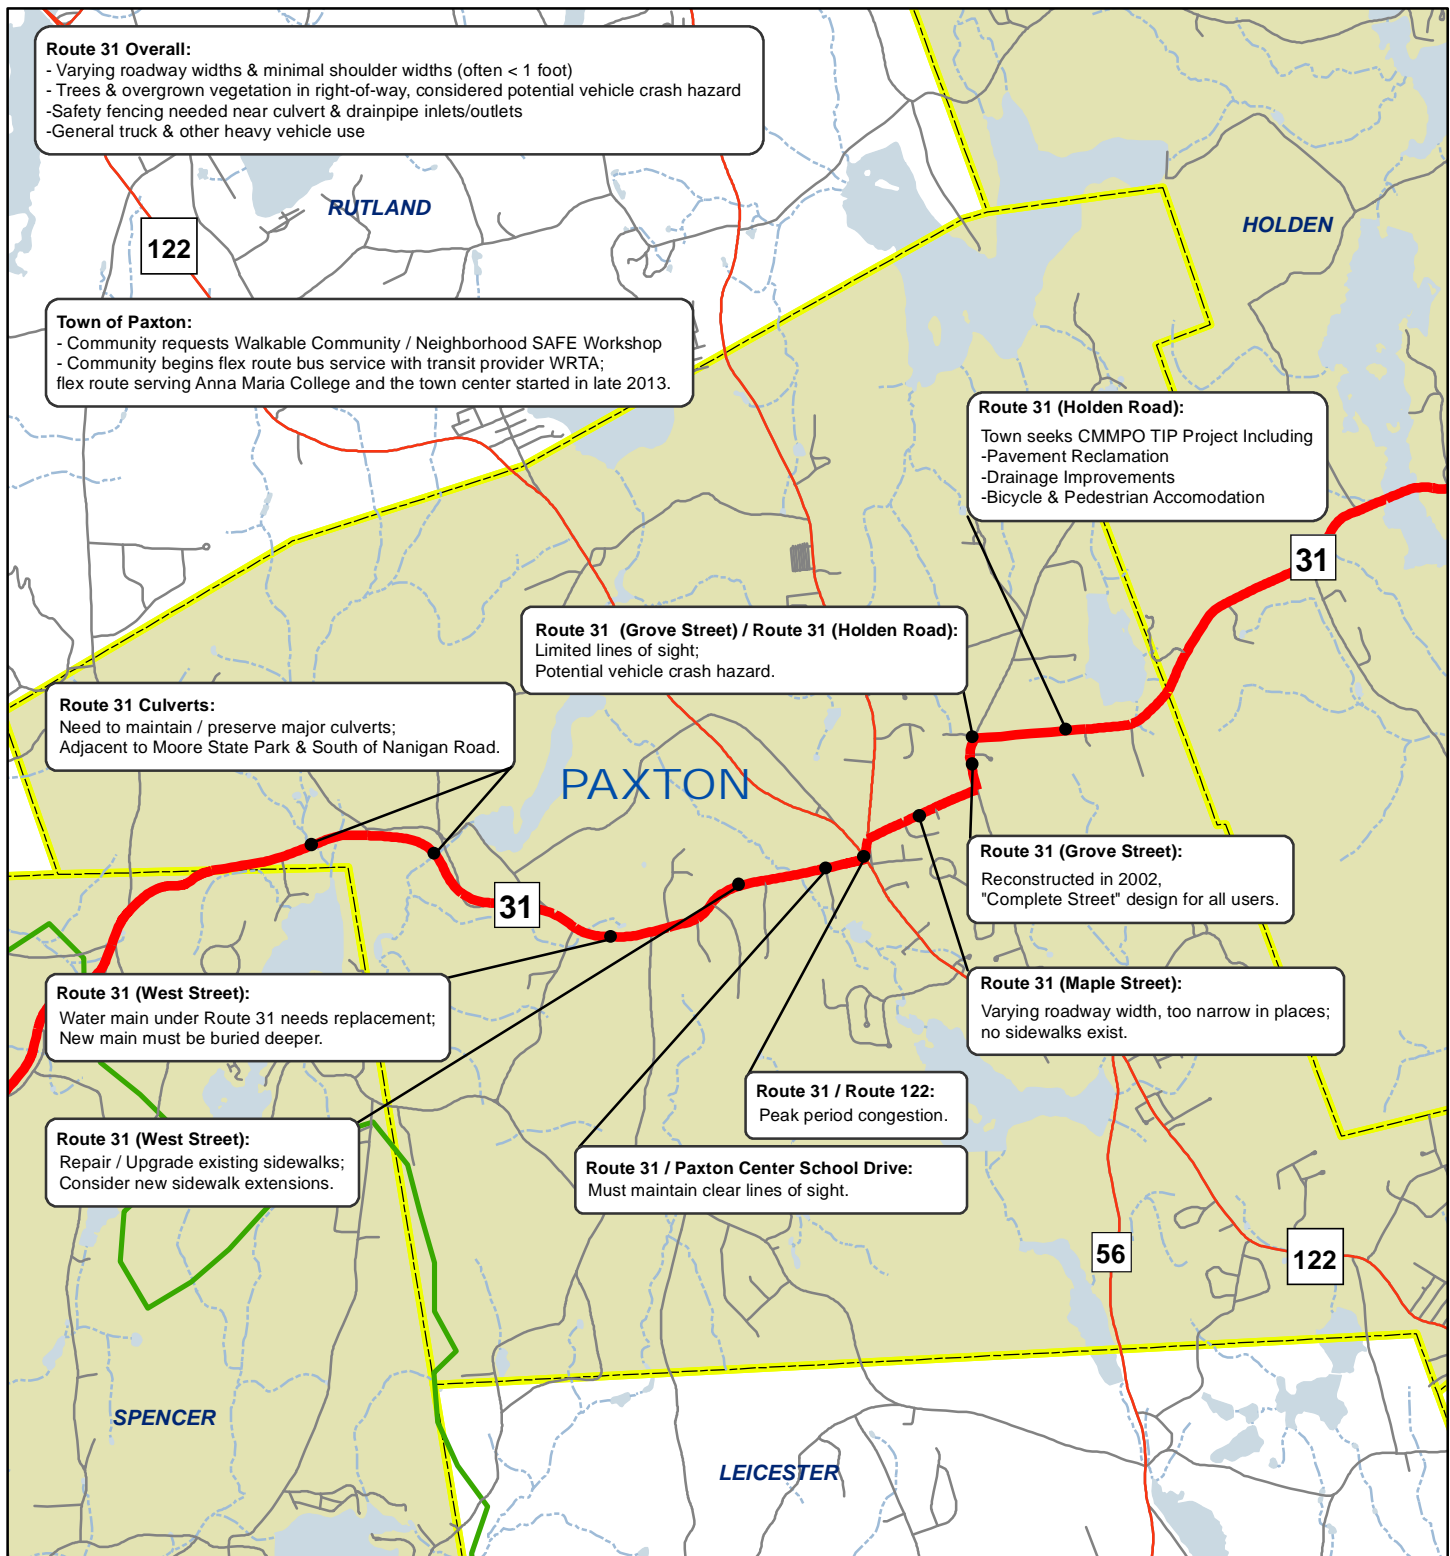 Route 31 Overall:
- Varying roadway widths & minimal shoulder widths (often < 1 foot)
- Trees & overgrown vegetation in right-of-way, considered potential vehicle crash hazard
-Safety fencing needed near culvert & drainpipe inlets/outlets
-General truck & other heavy vehicle use
RUTLAND
HOLDEN
122
Town of Paxton:
- Community requests Walkable Community / Neighborhood SAFE Workshop
- Community begins flex route bus service with transit provider WRTA;
flex route serving Anna Maria College and the town center started in late 2013.
Route 31 (Holden Road):
Town seeks CMMPO TIP Project Including
-Pavement Reclamation
-Drainage Improvements
-Bicycle & Pedestrian Accomodation
31
Route 31 (Grove Street) / Route 31 (Holden Road):
Limited lines of sight;
Potential vehicle crash hazard.
Route 31 Culverts:
Need to maintain / preserve major culverts;
Adjacent to Moore State Park & South of Nanigan Road.
PAXTON
31
Route 31 (Grove Street):
Reconstructed in 2002,
"Complete Street" design for all users.
Route 31 (West Street):
Water main under Route 31 needs replacement;
New main must be buried deeper.
Route 31 (Maple Street):
Varying roadway width, too narrow in places;
no sidewalks exist.
Route 31 / Route 122:
Peak period congestion.
Route 31 (West Street):
Repair / Upgrade existing sidewalks;
Consider new sidewalk extensions.
Route 31 / Paxton Center School Drive:
Must maintain clear lines of sight.
56
122
SPENCER
LEICESTER